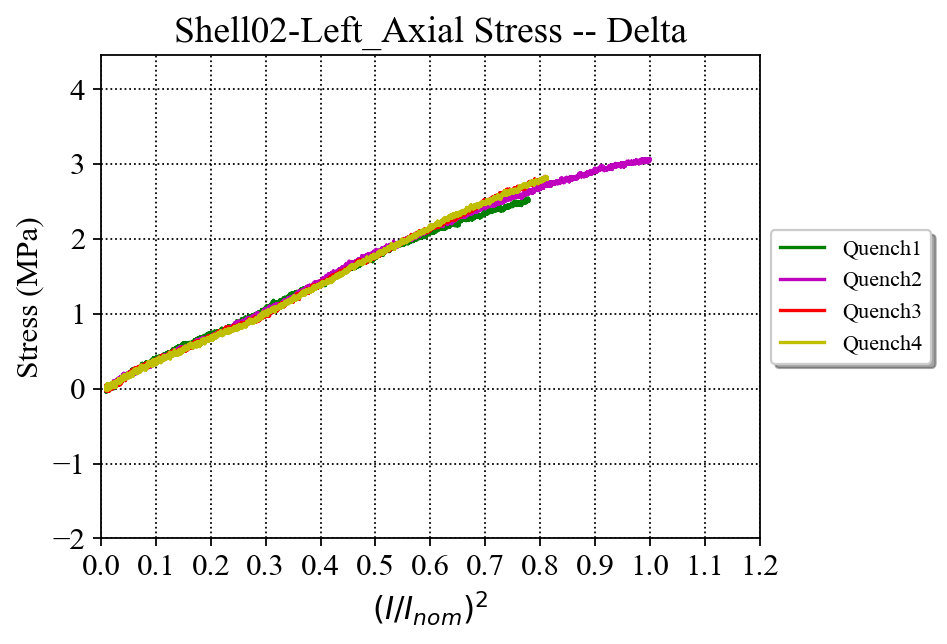 Shell02-Left_Axial Stress -- Delta
Stress (MPa)
4
3
2
1
0
−1
−2
0.0 0.1 0.2 0.3 0.4 0.5 0.6 0.7 0.8 0.9 1.0 1.1 1.2
(I/I_{nom})^2
Quench1
Quench2
Quench3
Quench4